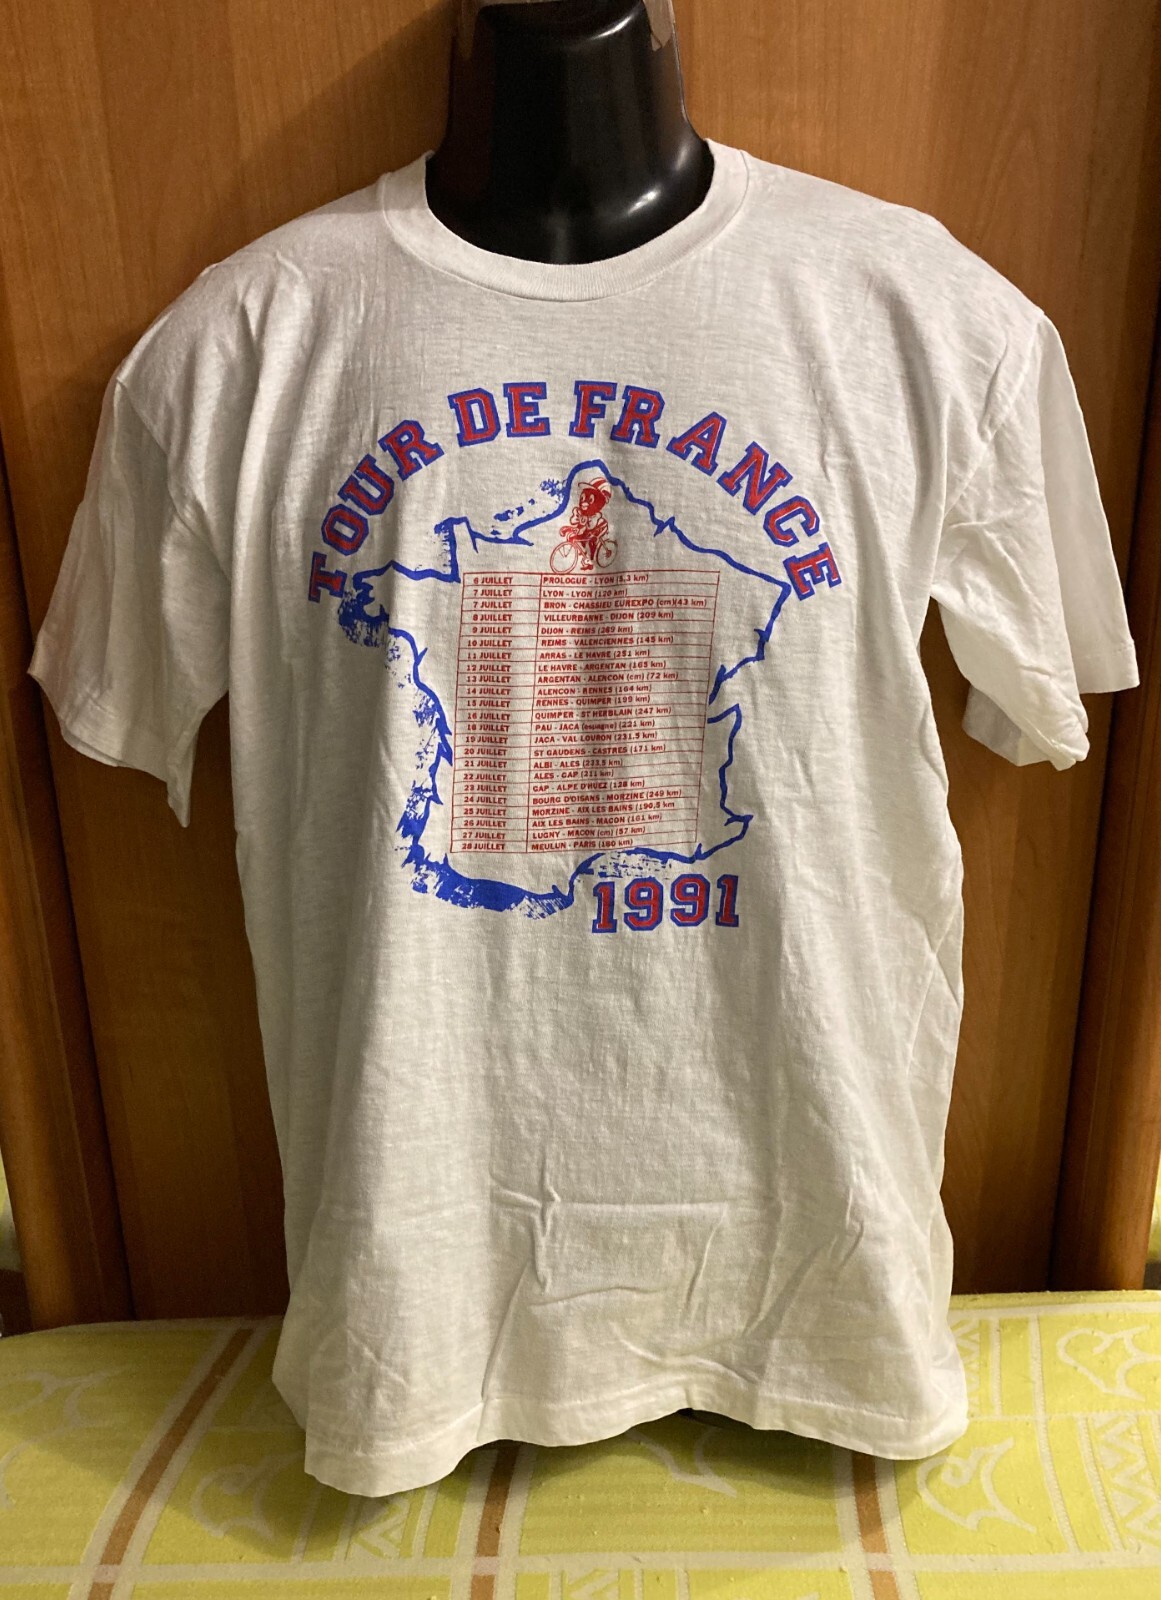 TOUR DE FRANCE
6 JUILLET PROLOGUE - LYON (5,3 km)
7 JUILLET LYON - LYON (120 km)
7 JUILLET BRON - CHASSIEU EUREXPO (cm)(42 km)
8 JUILLET VILLEURBANNE - DIJON (209 km)
9 JUILLET DIJON - REIMS (269 km)
10 JUILLET REIMS - VALENCIENNES (145 km)
11 JUILLET ARRAS - LE HAVRE (251 km)
12 JUILLET LE HAVRE - ARGENTAN (165 km)
13 JUILLET ARGENTAN - ALENCON (cm) (72 km)
14 JUILLET ALENCON - RENNES (164 km)
15 JUILLET RENNES - QUIMPER (199 km)
16 JUILLET QUIMPER - ST HERBLAIN (247 km)
18 JUILLET PAU - JACA (espagne) (221 km)
19 JUILLET JACA - VAL LOURON (231.5 km)
20 JUILLET ST GAUDENS - CASTRES (171 km)
21 JUILLET ALBI - ALES (233.5 km)
22 JUILLET ALES - GAP (211 km)
23 JUILLET GAP - ALPE D'HUEZ (138 km)
24 JUILLET BOURG D'OISANS - MORZINE (249 km)
25 JUILLET MORZINE - AIX LES BAINS (190,5 km
26 JUILLET AIX LES BAINS - MACON (161 km)
27 JUILLET LUGNY - MACON (cm) (57 km)
28 JUILLET MEULUN - PARIS (180 km)
1991